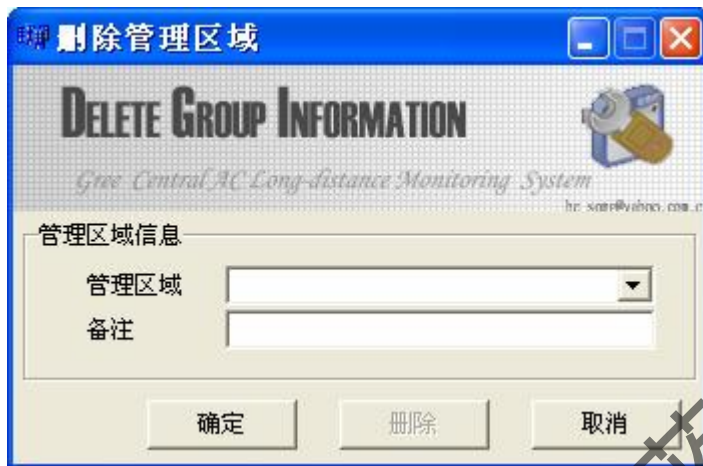 删除管理区域
DELETE GROUP INFORMATION
Gree Central AC Long-distance Monitoring System
管理区域信息
管理区域
备注
确定 删除 取消